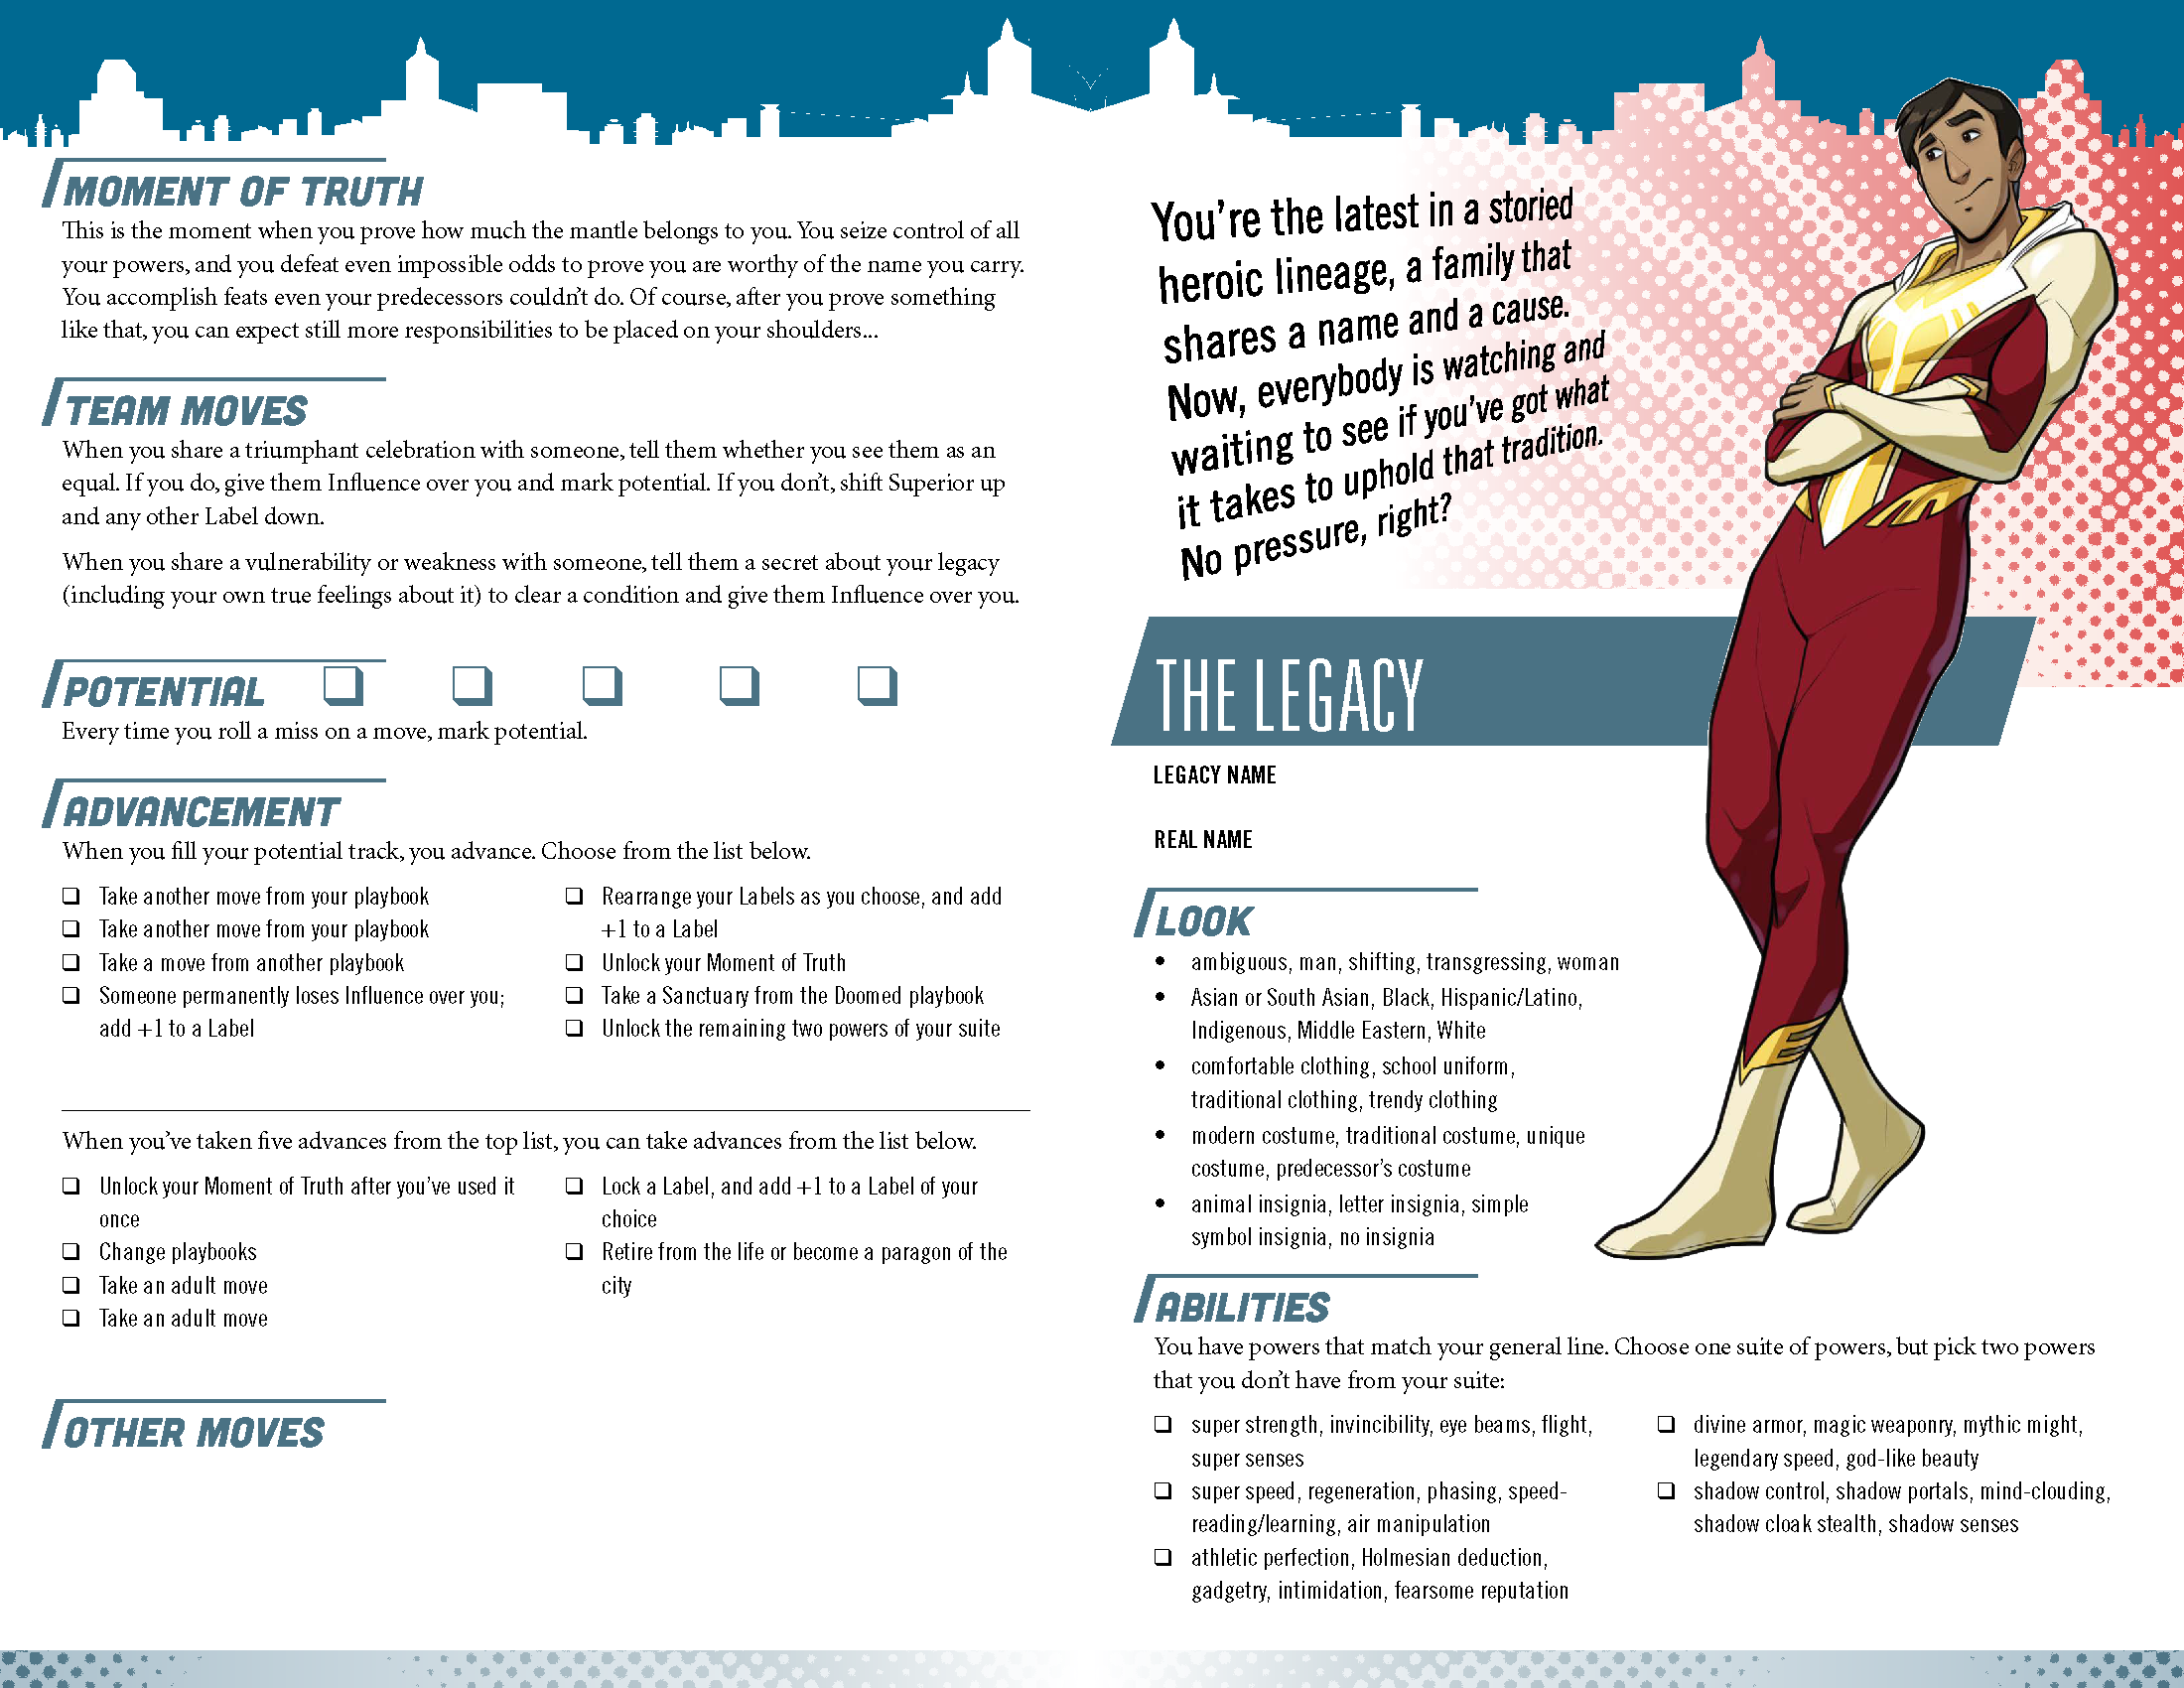 MOMENT OF TRUTH
This is the moment when you prove how much the mantle belongs to you. You seize control of all
your powers, and you defeat even impossible odds to prove you are worthy of the name you carry.
You accomplish feats even your predecessors couldn't do. Of course, after you prove something
like that, you can expect still more responsibilities to be placed on your shoulders...
TEAM MOVES
When you share a triumphant celebration with someone, tell them whether you see them as an
equal. If you do, give them Influence over you and mark potential. If you don't, shift Superior up
and any other Label down.
When you share a vulnerability or weakness with someone, tell them a secret about your legacy
(including your own true feelings about it) to clear a condition and give them Influence over you.
POTENTIAL ❑ ❑ ❑ ❑ ❑
Every time you roll a miss on a move, mark potential.
ADVANCEMENT
When you fill your potential track, you advance. Choose from the list below.
❑ Take another move from your playbook
❑ Take another move from your playbook
❑ Take a move from another playbook
❑ Someone permanently loses Influence over you;
add +1 to a Label
❑ Rearrange your Labels as you choose, and add
+1 to a Label
❑ Unlock your Moment of Truth
❑ Take a Sanctuary from the Doomed playbook
❑ Unlock the remaining two powers of your suite
When you've taken five advances from the top list, you can take advances from the list below.
❑ Unlock your Moment of Truth after you've used it
once
❑ Change playbooks
❑ Take an adult move
❑ Take an adult move
❑ Lock a Label, and add +1 to a Label of your
choice
❑ Retire from the life or become a paragon of the
city
OTHER MOVES
You're the latest in a storied
heroic lineage, a family that
shares a name and a cause.
Now, everybody is watching and
waiting to see if you've got what
it takes to uphold that tradition.
No pressure, right?
THE LEGACY
LEGACY NAME
REAL NAME
LOOK
• ambiguous, man, shifting, transgressing, woman
• Asian or South Asian, Black, Hispanic/Latino,
Indigenous, Middle Eastern, White
• comfortable clothing, school uniform,
traditional clothing, trendy clothing
• modern costume, traditional costume, unique
costume, predecessor's costume
• animal insignia, letter insignia, simple
symbol insignia, no insignia
ABILITIES
You have powers that match your general line. Choose one suite of powers, but pick two powers
that you don't have from your suite:
❑ super strength, invincibility, eye beams, flight,
super senses
❑ super speed, regeneration, phasing, speed-
reading/learning, air manipulation
❑ athletic perfection, Holmesian deduction,
gadgetry, intimidation, fearsome reputation
❑ divine armor, magic weaponry, mythic might,
legendary speed, god-like beauty
❑ shadow control, shadow portals, mind-clouding,
shadow cloak stealth, shadow senses